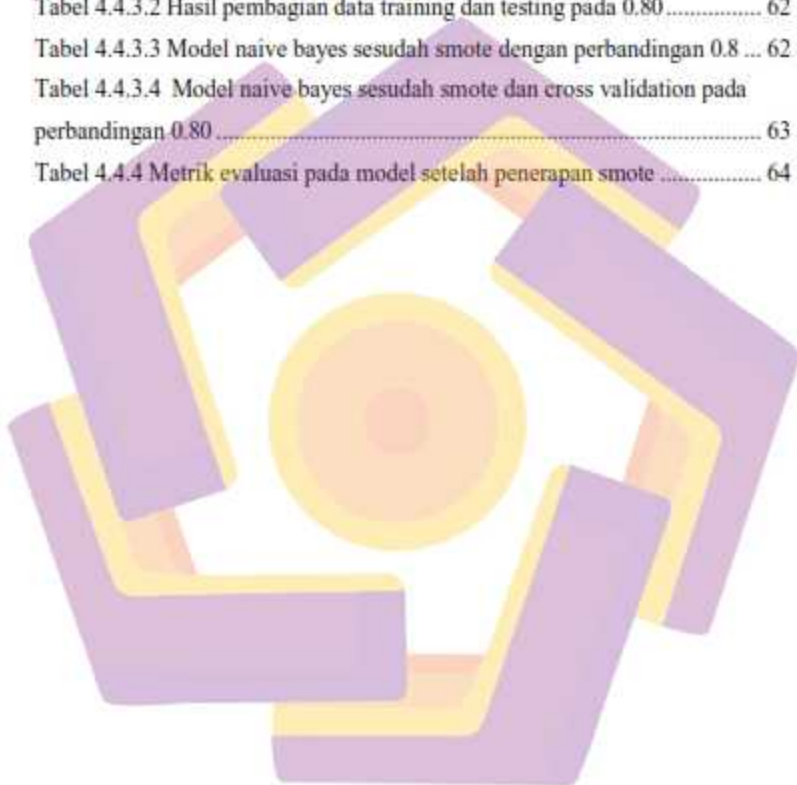 Tabel 4.4.3.2 Hasil pembagian data training dan testing pada 0.80................ 62
Tabel 4.4.3.3 Model naive bayes sesudah smote dengan perbandingan 0.8 ... 62
Tabel 4.4.3.4  Model naive bayes sesudah smote dan cross validation pada
perbandingan 0.80 ............................................................................................ 63
Tabel 4.4.4 Metrik evaluasi pada model setelah penerapan smote ................. 64